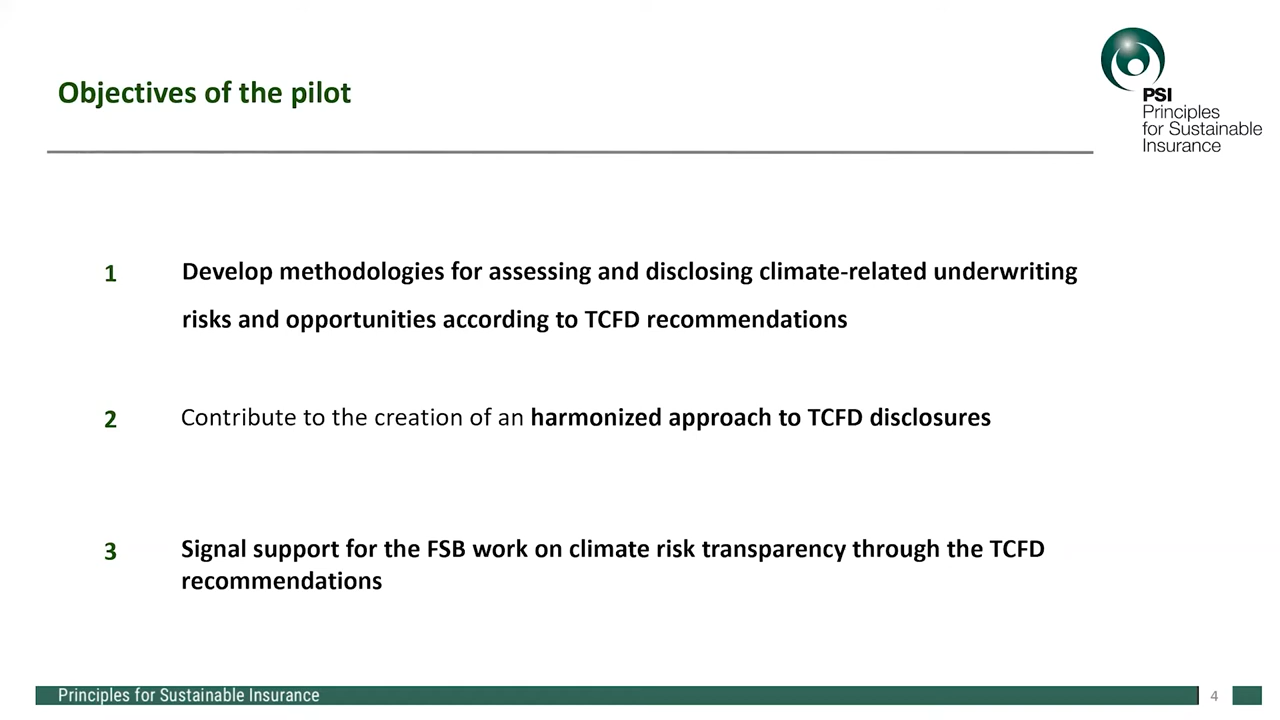 Objectives of the pilot
PSI
Principles
for Sustainable
Insurance
1
Develop methodologies for assessing and disclosing climate-related underwriting
risks and opportunities according to TCFD recommendations
2
Contribute to the creation of an harmonized approach to TCFD disclosures
3
Signal support for the FSB work on climate risk transparency through the TCFD
recommendations
Principles for Sustainable Insurance
4